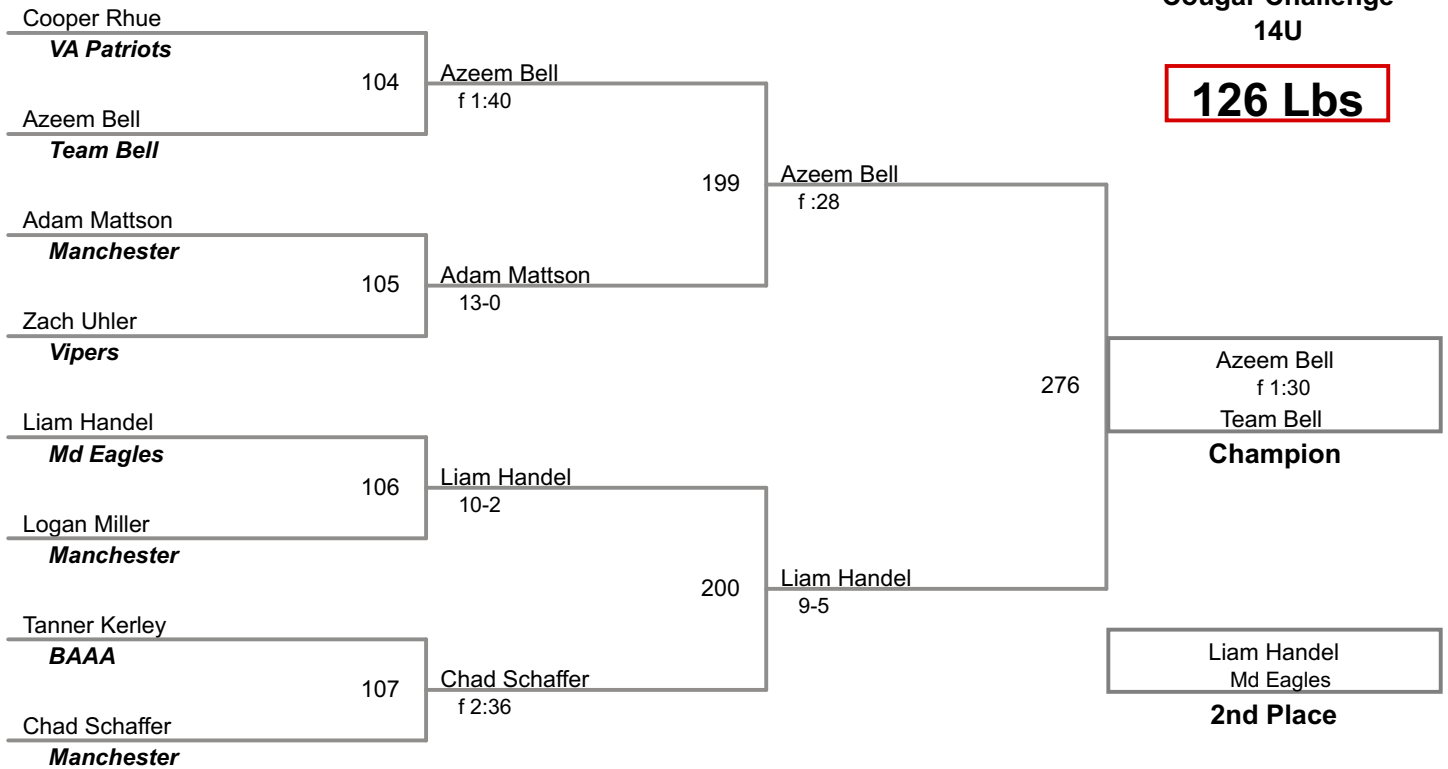 Cougar Challenge
14U
126 Lbs
Cooper Rhue
VA Patriots
104
Azeem Bell
Team Bell
Azeem Bell
f 1:40
Adam Mattson
Manchester
105
Zach Uhler
Vipers
Adam Mattson
13-0
199
Azeem Bell
f :28
Liam Handel
Md Eagles
106
Logan Miller
Manchester
Liam Handel
10-2
Tanner Kerley
BAAA
107
Chad Schaffer
Manchester
Chad Schaffer
f 2:36
200
Liam Handel
9-5
276
Azeem Bell
f 1:30
Team Bell
Champion
Liam Handel
Md Eagles
2nd Place